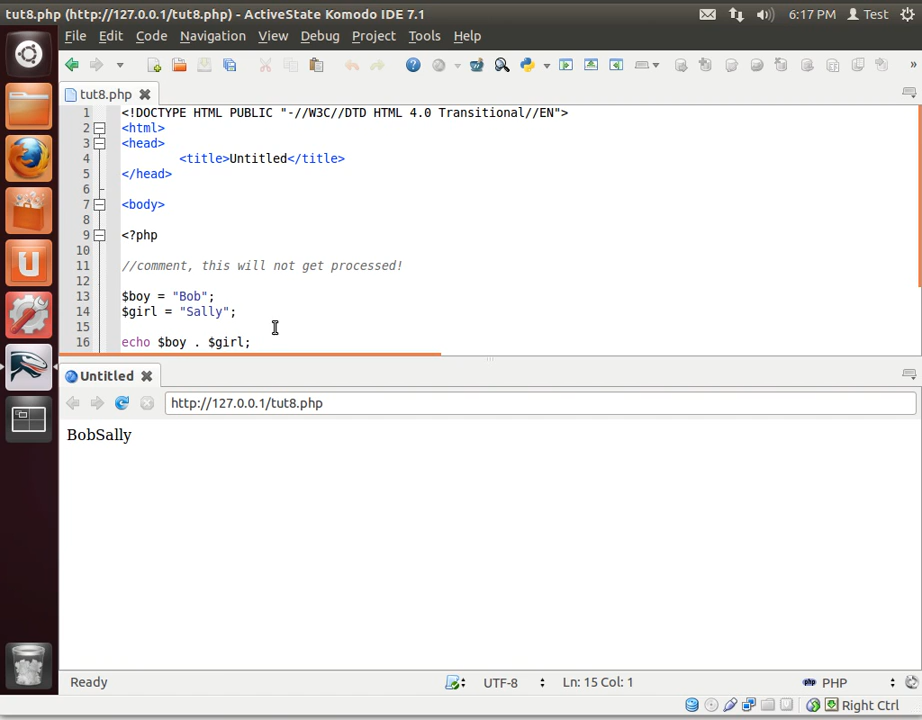 tut8.php (http://127.0.0.1/tut8.php) - ActiveState Komodo IDE 7.1
6:17 PM Test
File Edit Code Navigation View Debug Project Tools Help
»
tut8.php
1 <!DOCTYPE HTML PUBLIC "-//W3C//DTD HTML 4.0 Transitional//EN">
2 <html>
3 <head>
4 <title>Untitled</title>
5 </head>
6
7 <body>
8
9 <?php
10
11 //comment, this will not get processed!
12
13 $boy = "Bob";
14 $girl = "Sally";
15
16 echo $boy . $girl;
Untitled
http://127.0.0.1/tut8.php
BobSally
Ready UTF-8 Ln: 15 Col: 1 php PHP
Right Ctrl